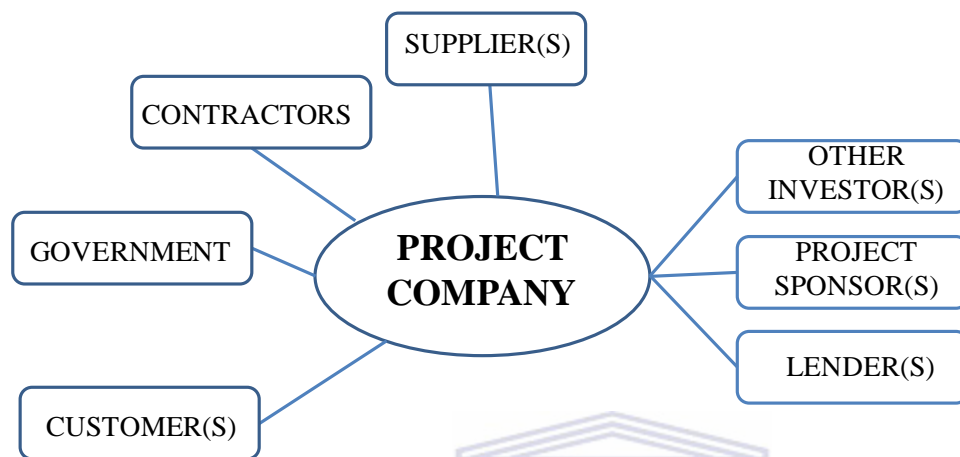 SUPPLIER(S)
CONTRACTORS
OTHER
INVESTOR(S)
GOVERNMENT
PROJECT
COMPANY
PROJECT
SPONSOR(S)
LENDER(S)
CUSTOMER(S)